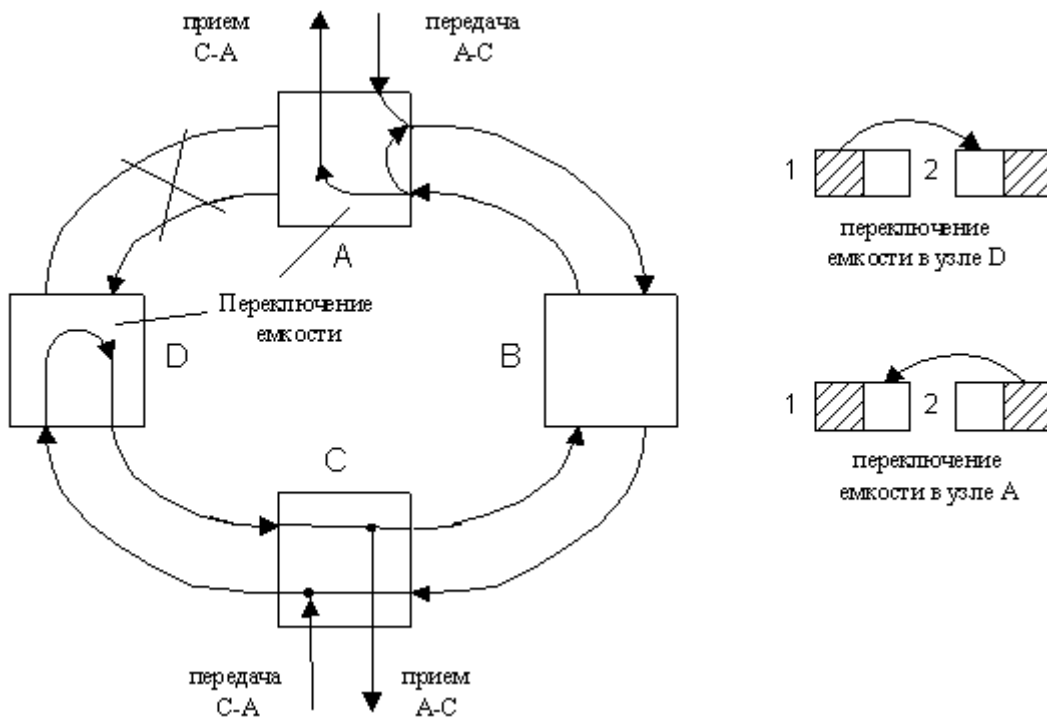 прием
С-А
передача
А-С
A
1
2
переключение
емкости в узле D
Переключение
емкости
D
B
1
2
переключение
емкости в узле А
C
передача
С-А
прием
А-С